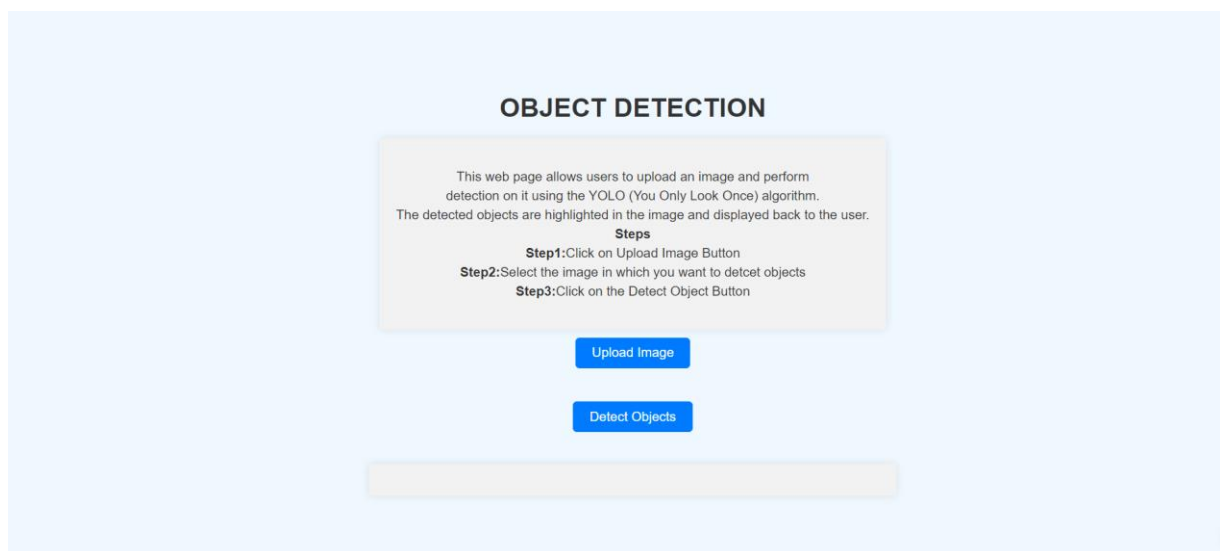 OBJECT DETECTION
This web page allows users to upload an image and perform
detection on it using the YOLO (You Only Look Once) algorithm.
The detected objects are highlighted in the image and displayed back to the user.
Steps
Step1:Click on Upload Image Button
Step2:Select the image in which you want to detcet objects
Step3:Click on the Detect Object Button
Upload Image
Detect Objects